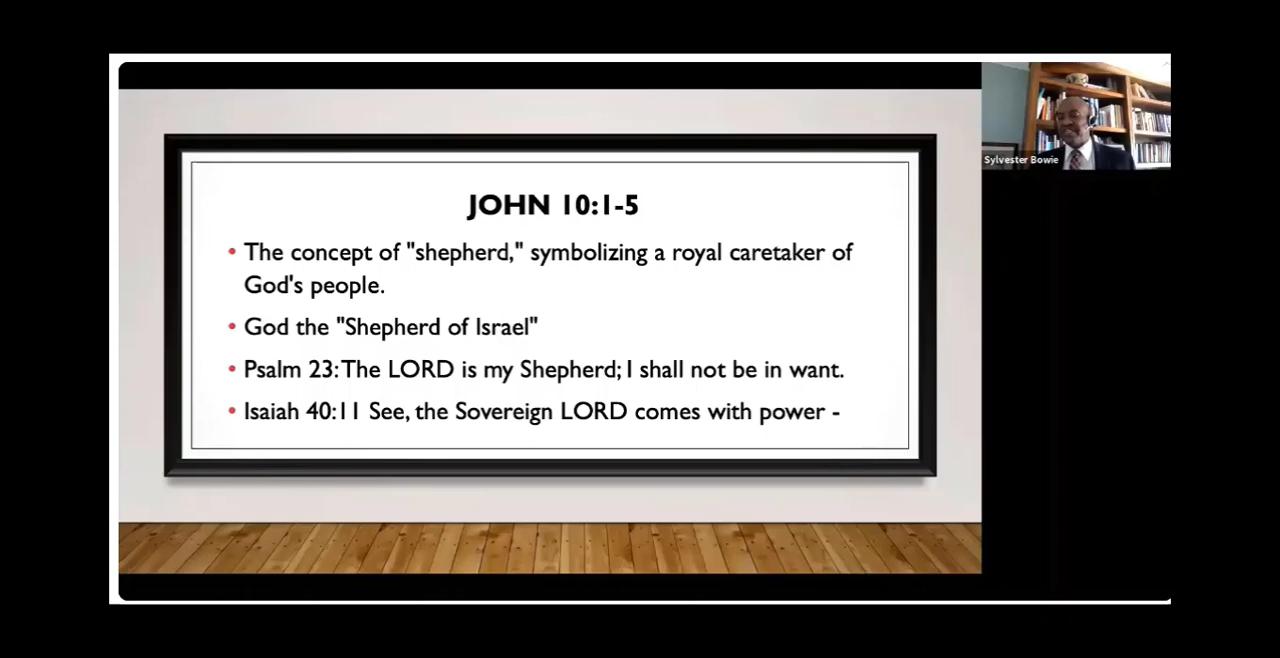 JOHN 10:1-5
• The concept of "shepherd," symbolizing a royal caretaker of
God's people.
• God the "Shepherd of Israel"
• Psalm 23: The LORD is my Shepherd; I shall not be in want.
• Isaiah 40:11 See, the Sovereign LORD comes with power -
Sylvester Bowie